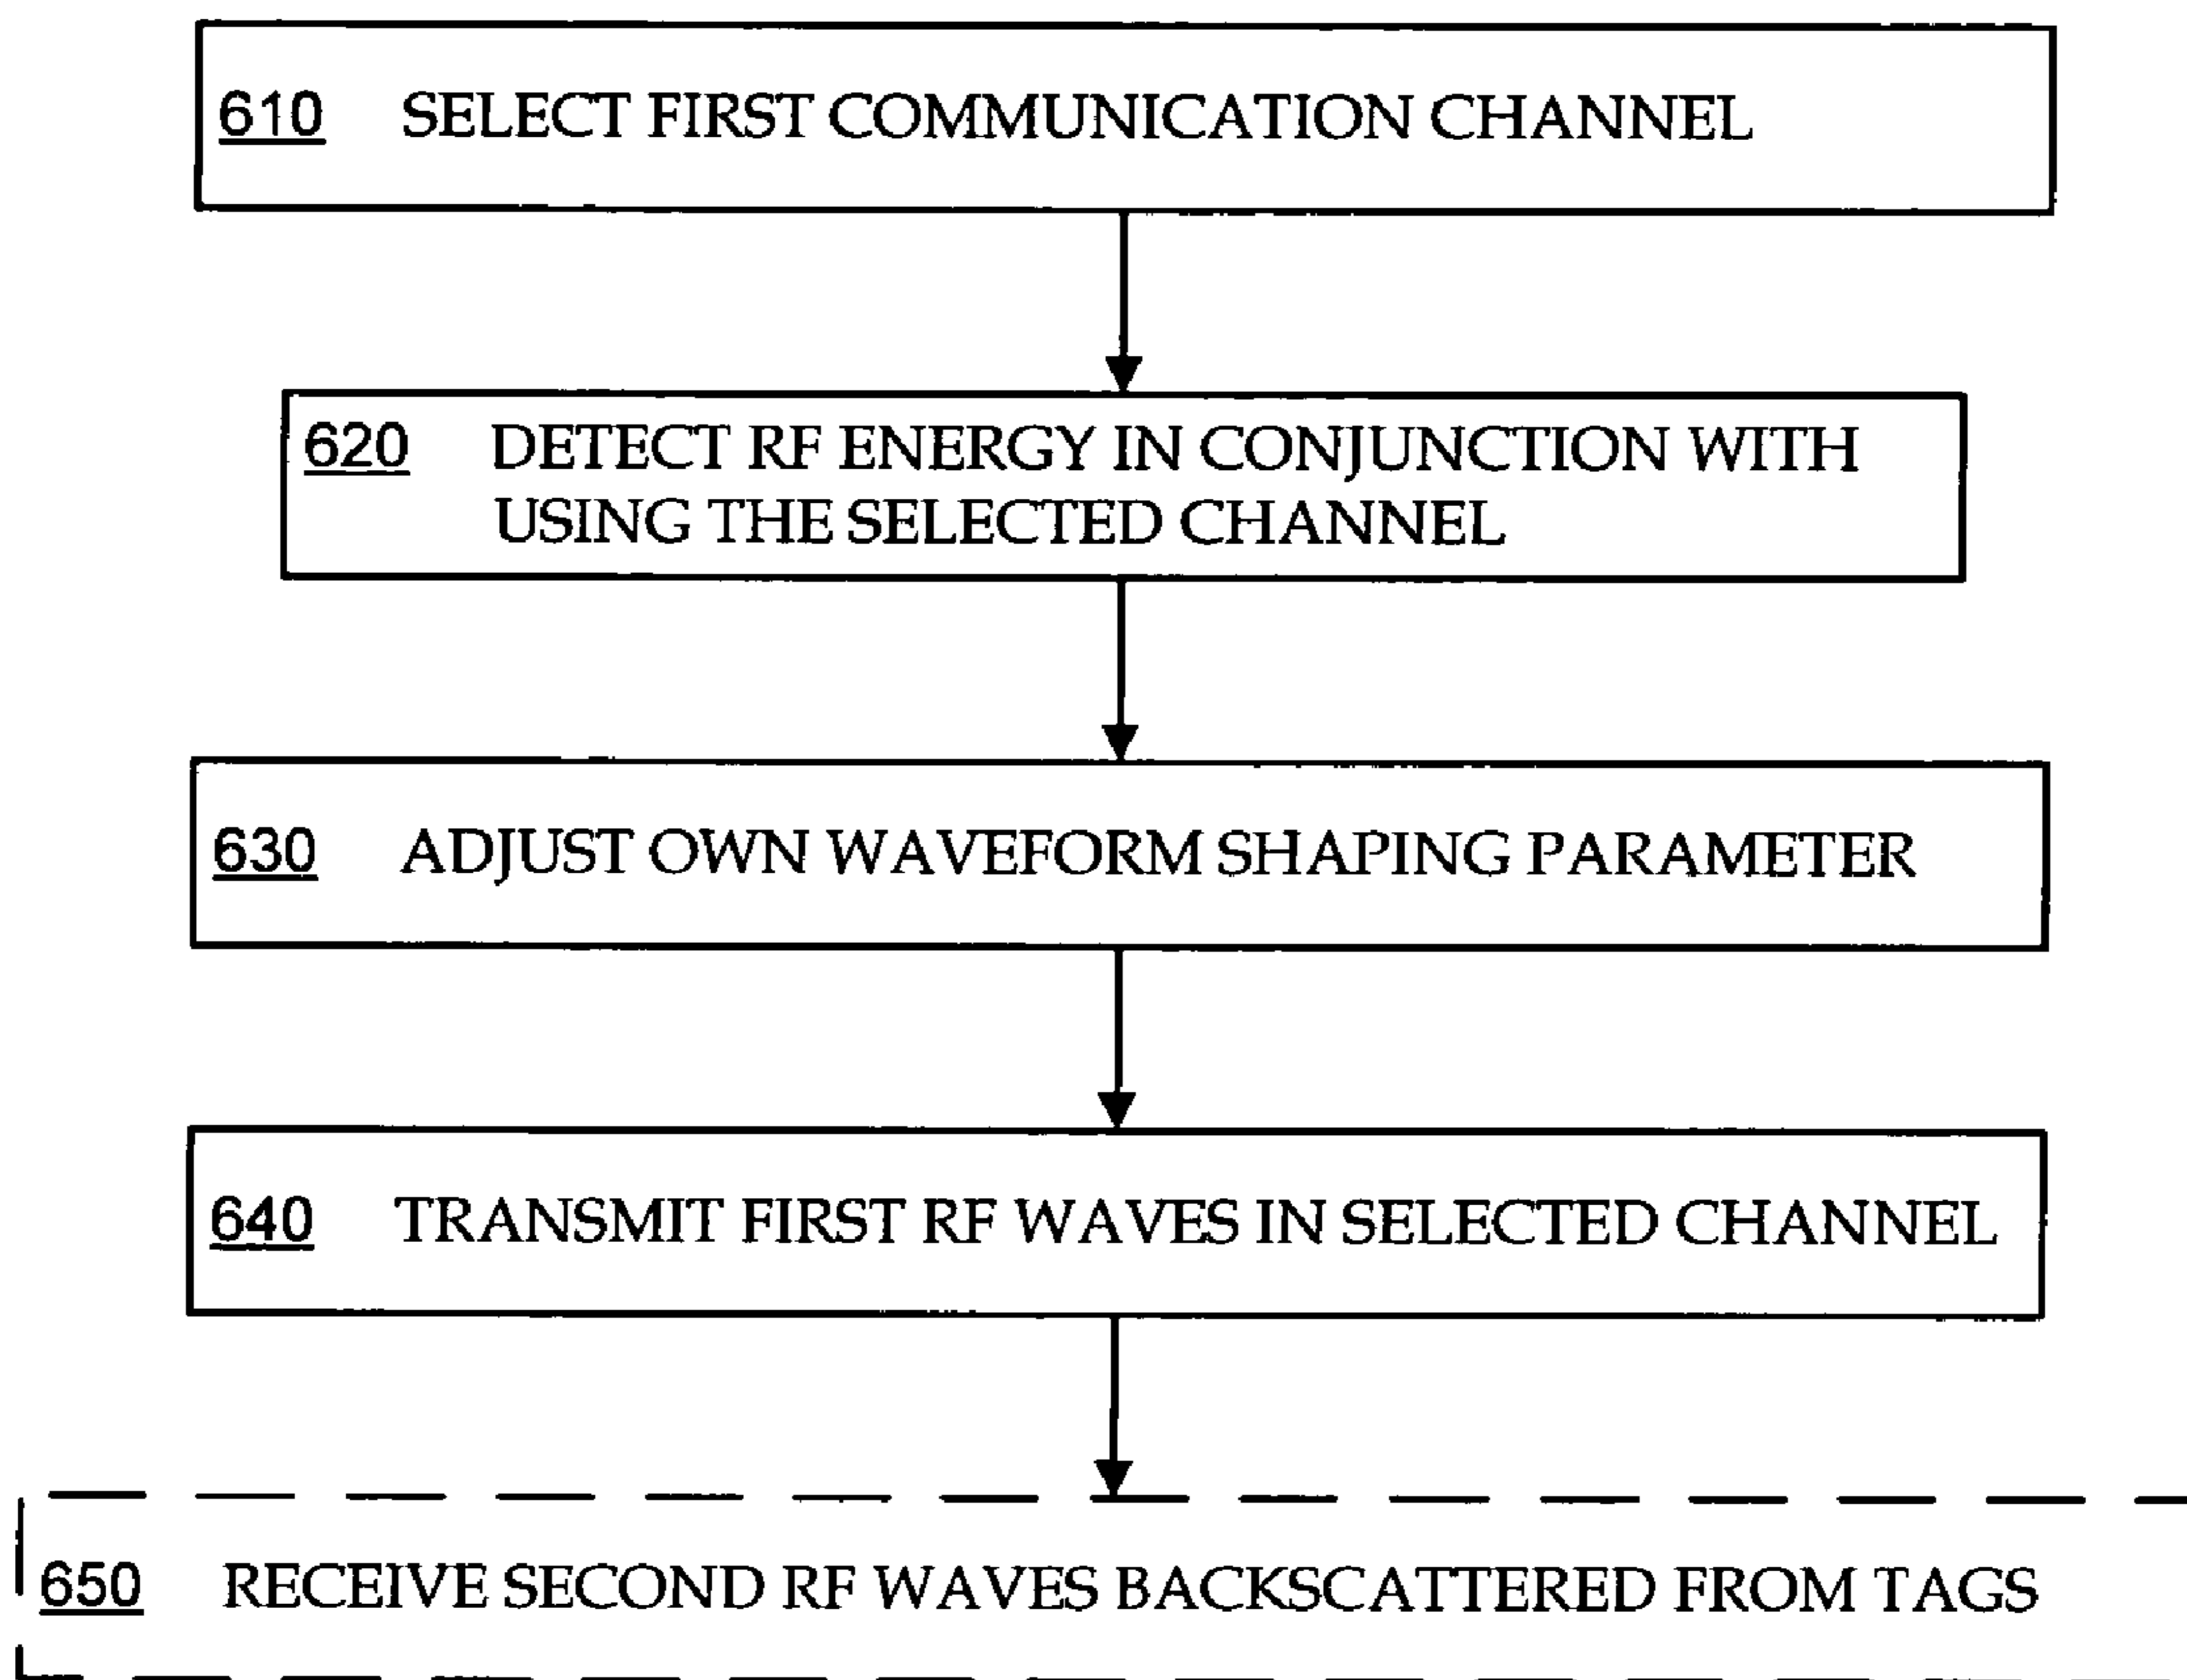 610 SELECT FIRST COMMUNICATION CHANNEL
620 DETECT RF ENERGY IN CONJUNCTION WITH
USING THE SELECTED CHANNEL
630 ADJUST OWN WAVEFORM SHAPING PARAMETER
640 TRANSMIT FIRST RF WAVES IN SELECTED CHANNEL
650 RECEIVE SECOND RF WAVES BACKSCATTERED FROM TAGS